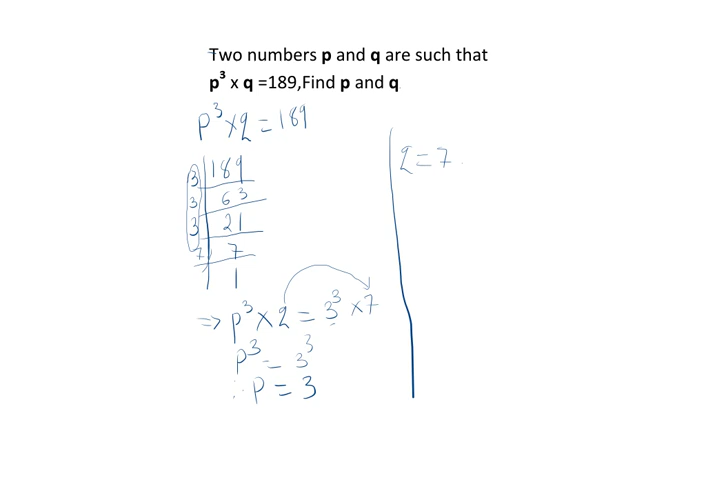 Two numbers p and q are such that
p³ x q =189,Find p and q
p³ × q = 189
3 | 189
3 | 63
3 | 21
7 | 7
| 1
⇒ p³ × q = 3³ × 7
p³ = 3³
∴ p = 3
q = 7